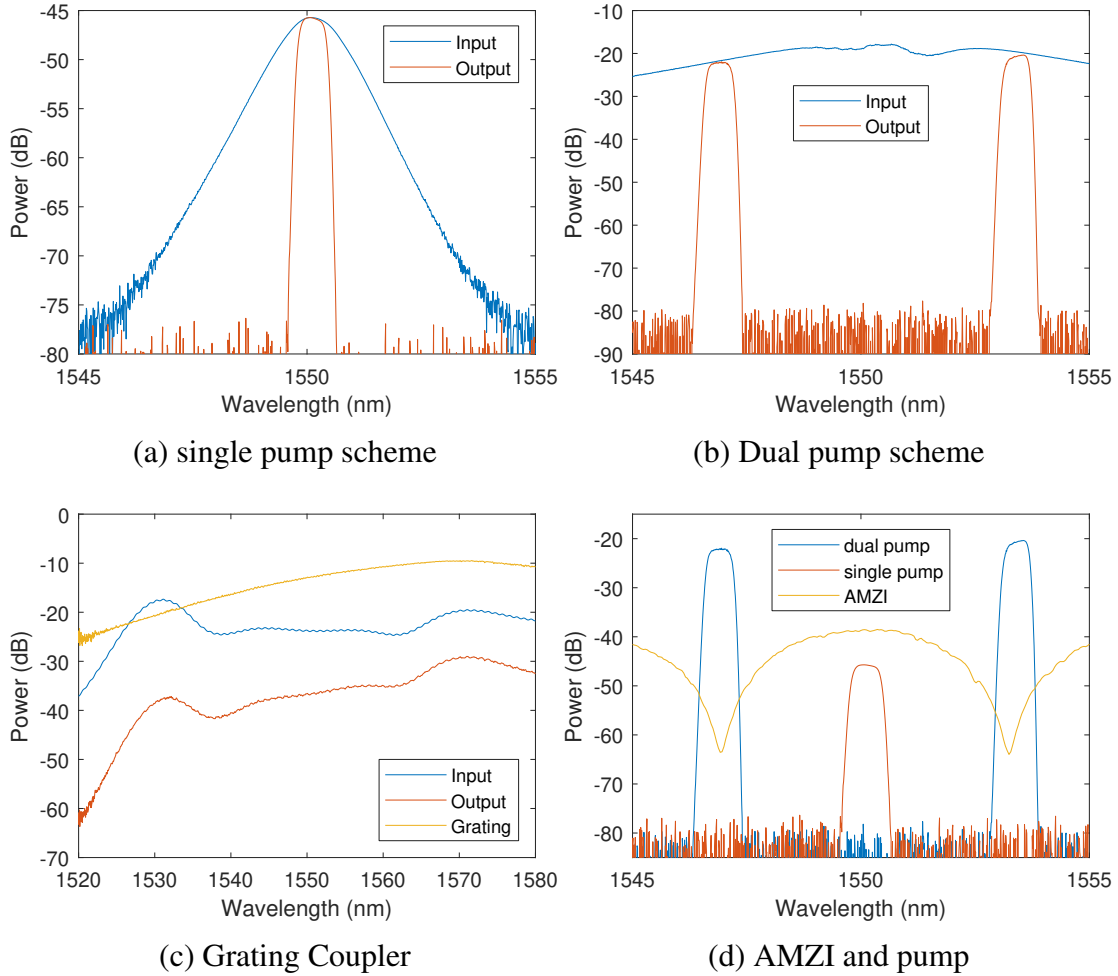 -45
-50
-55
-60
-65
-70
-75
-80
Power (dB)
Input
Output
1545
1550
1555
Wavelength (nm)
(a) single pump scheme
-10
-20
-30
-40
-50
-60
-70
-80
-90
Power (dB)
Input
Output
1545
1550
1555
Wavelength (nm)
(b) Dual pump scheme
0
-10
-20
-30
-40
-50
-60
-70
Power (dB)
Input
Output
Grating
1520
1530
1540
1550
1560
1570
1580
Wavelength (nm)
(c) Grating Coupler
-20
-30
-40
-50
-60
-70
-80
Power (dB)
dual pump
single pump
AMZI
1545
1550
1555
Wavelength (nm)
(d) AMZI and pump